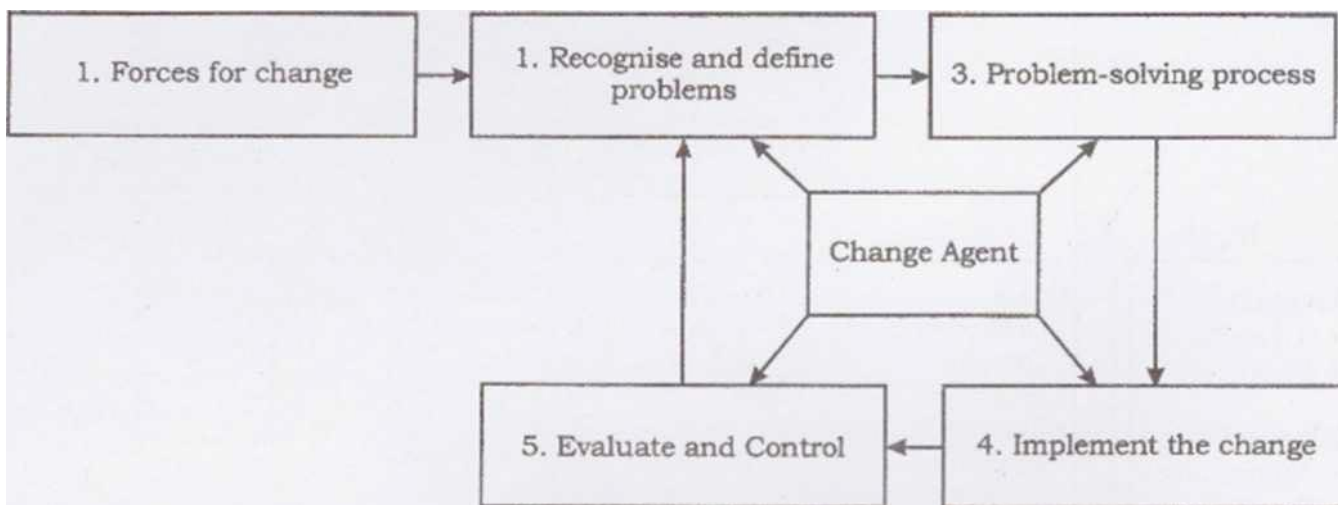 1. Forces for change
1. Recognise and define
problems
3. Problem-solving process
Change Agent
5. Evaluate and Control
4. Implement the change